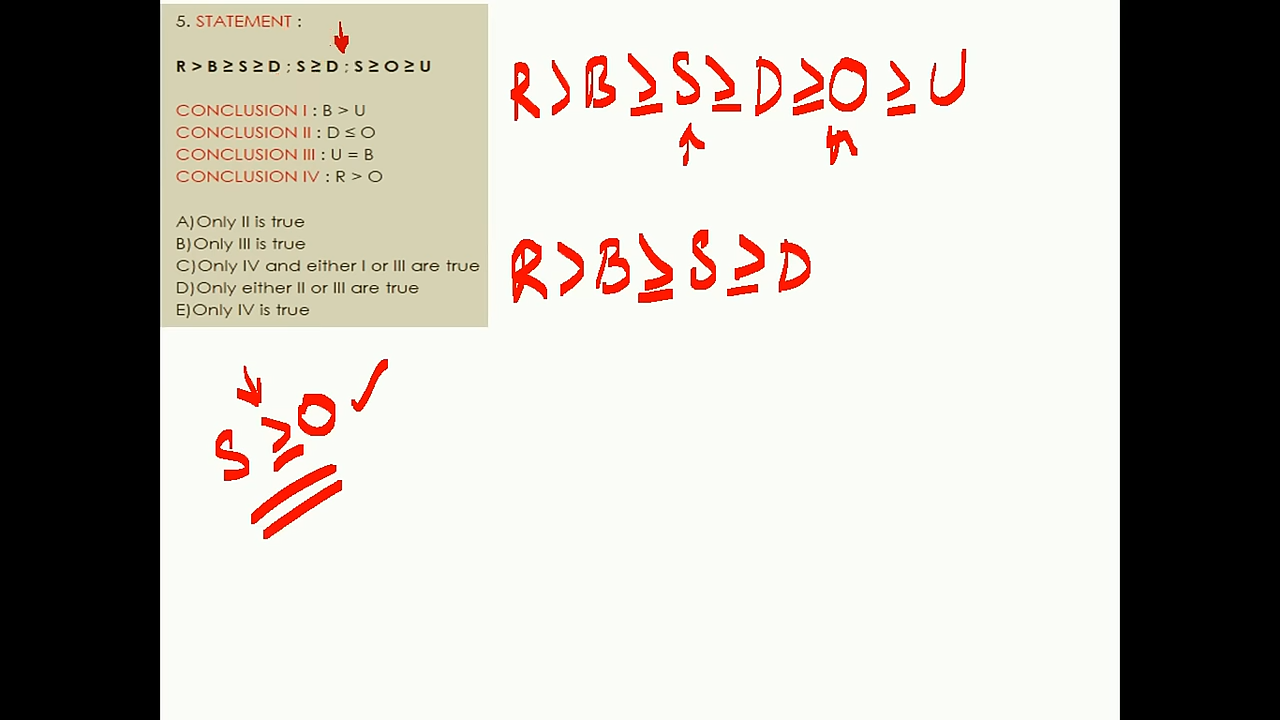 5. STATEMENT :
R > B ≥ S ≥ D ; S ≥ D ; S ≥ O ≥ U
CONCLUSION I : B > U
CONCLUSION II : D ≤ O
CONCLUSION III : U = B
CONCLUSION IV : R > O
A)Only II is true
B)Only III is true
C)Only IV and either I or III are true
D)Only either II or III are true
E)Only IV is true
R > B ≥ S ≥ D ≥ O ≥ U
R > B ≥ S ≥ D
S ≥ O ✓